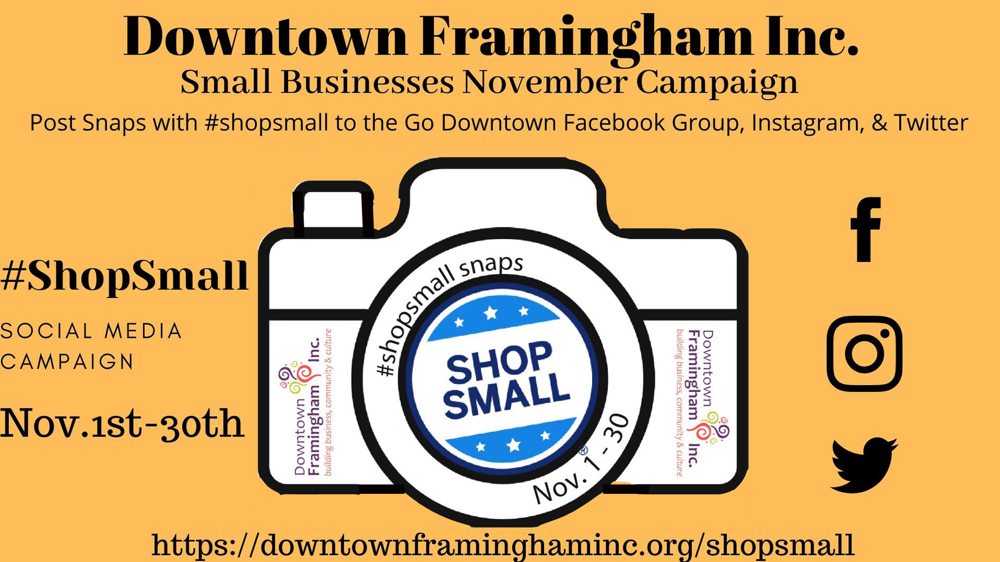 Downtown Framingham Inc.
Small Businesses November Campaign
Post Snaps with #shopsmall to the Go Downtown Facebook Group, Instagram, & Twitter
#ShopSmall
SOCIAL MEDIA
CAMPAIGN
Nov.1st-30th
Downtown
Framingham Inc.
building business, community & culture
#shopsmall snaps
SHOP
SMALL
®
Nov. 1 - 30
Downtown
Framingham Inc.
building business, community & culture
https://downtownframinghaminc.org/shopsmall